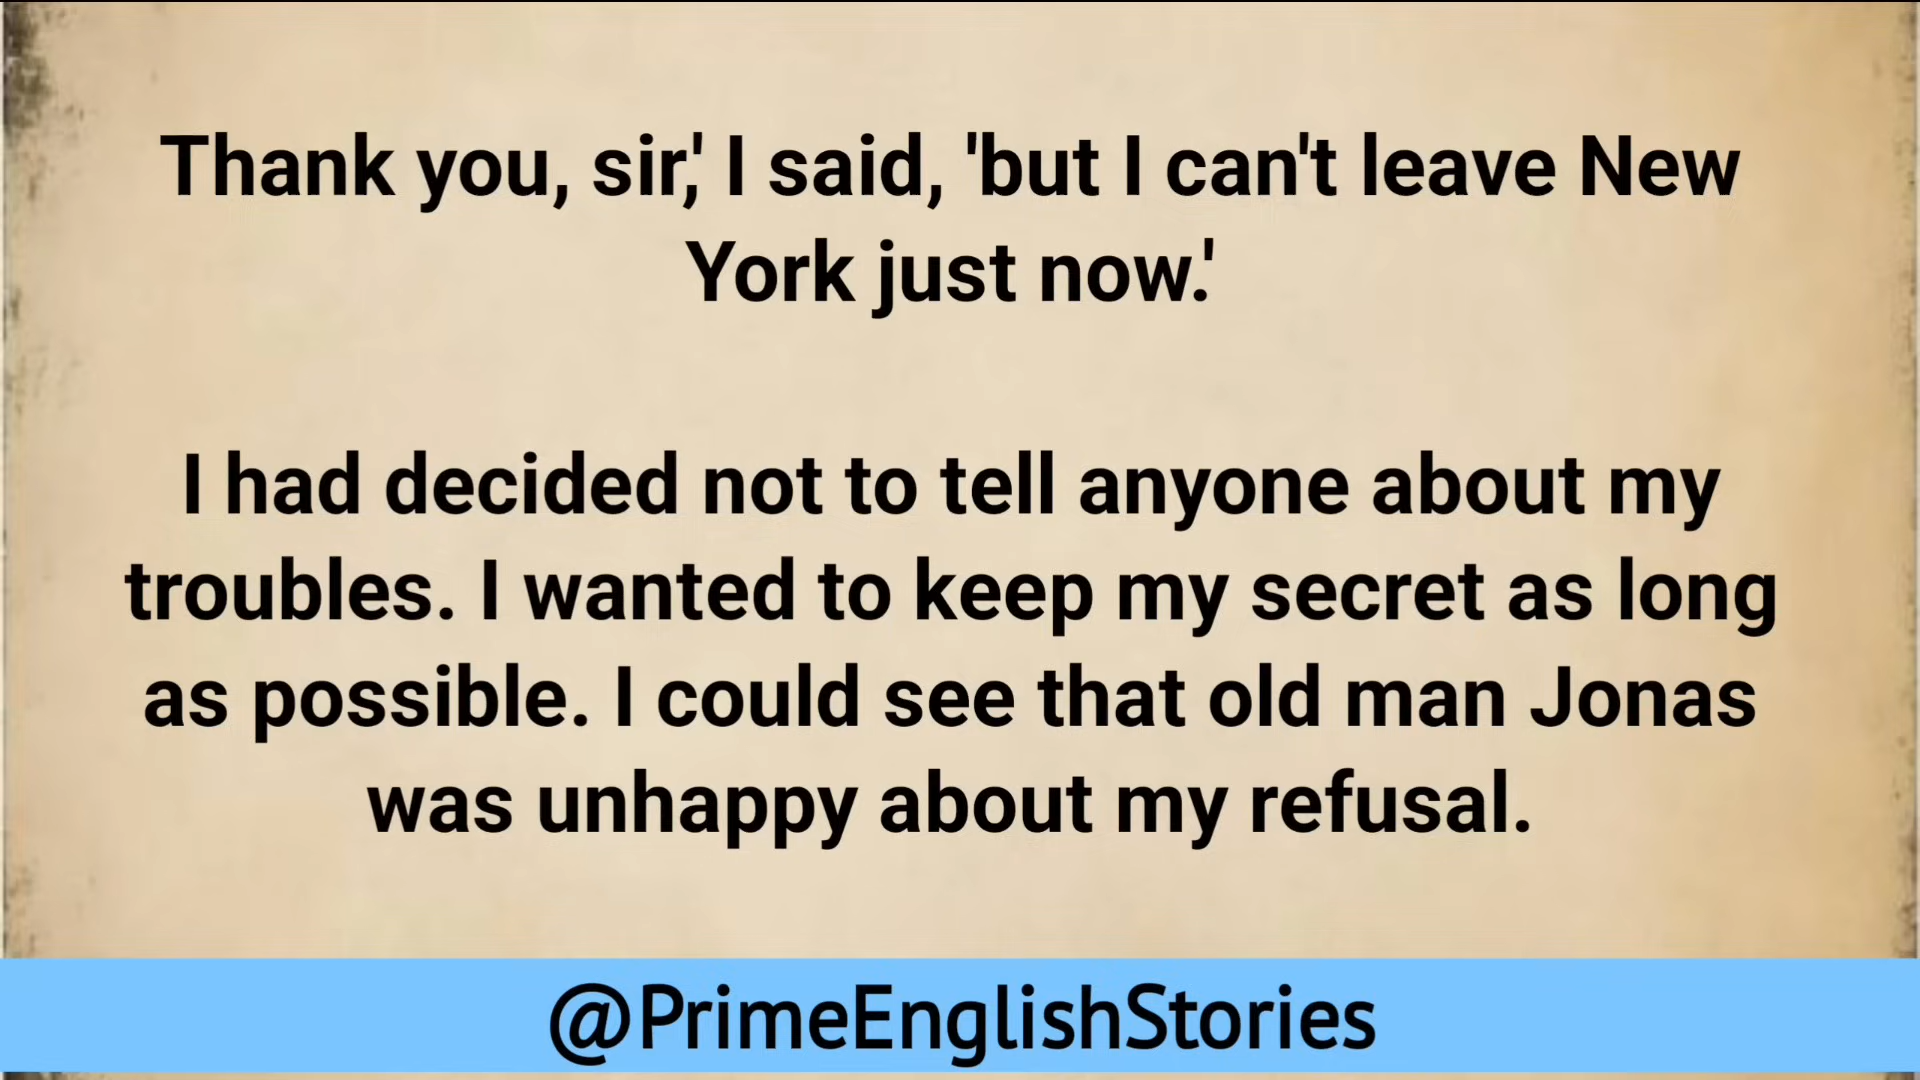 Thank you, sir,' I said, 'but I can't leave New
York just now.'
I had decided not to tell anyone about my
troubles. I wanted to keep my secret as long
as possible. I could see that old man Jonas
was unhappy about my refusal.
@PrimeEnglishStories